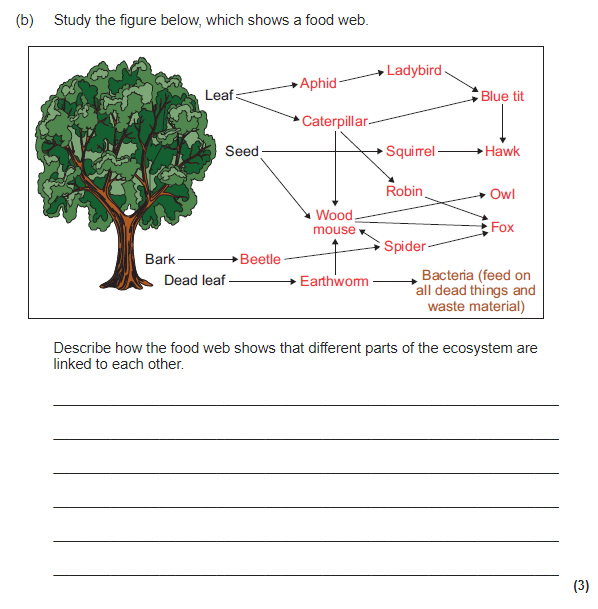 (b) Study the figure below, which shows a food web.
Ladybird
Aphid
Leaf
Blue tit
Caterpillar
Seed
Squirrel
Hawk
Robin
Owl
Wood
mouse
Fox
Spider
Bark
Beetle
Dead leaf
Earthworm
Bacteria (feed on
all dead things and
waste material)
Describe how the food web shows that different parts of the ecosystem are
linked to each other.
(3)